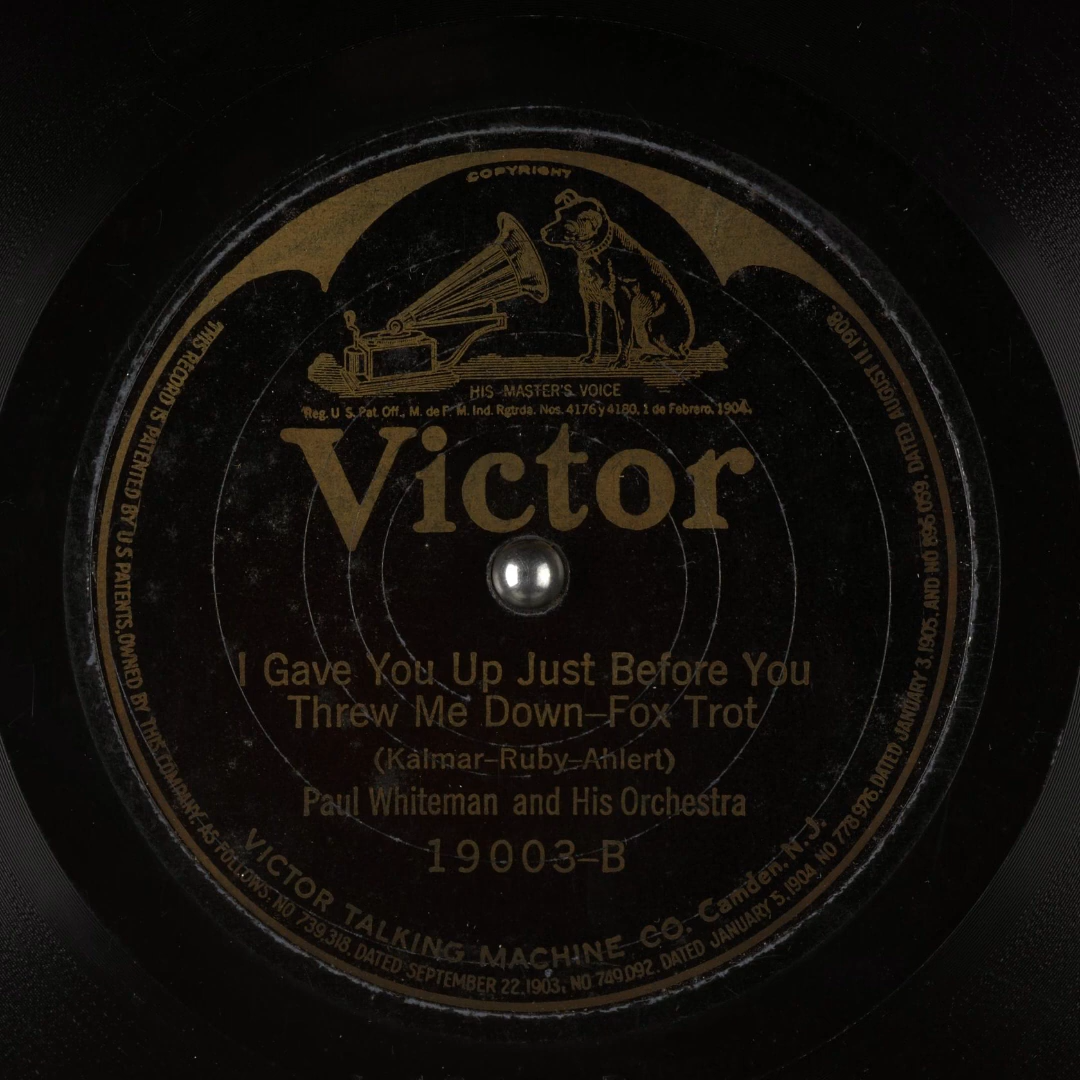 COPYRIGHT
HIS MASTER'S VOICE
Reg. U. S. Pat. Off., M. de F. M. Ind. Rgtrda. Nos. 4176 y 4180, 1 de Febrero, 1904.
Victor
I Gave You Up Just Before You
Threw Me Down–Fox Trot
(Kalmar–Ruby–Ahlert)
Paul Whiteman and His Orchestra
19003–B
VICTOR TALKING MACHINE CO. Camden, N.J.
THIS RECORD IS PATENTED BY U S PATENTS, OWNED BY THIS COMPANY, AS FOLLOWS, NO 739,318, DATED SEPTEMBER 22, 1903, NO 749,092. DATED JANUARY 5, 1904 NO 778,976, DATED JANUARY 3, 1905, AND NO 896 059. DATED AUGUST 11, 1908